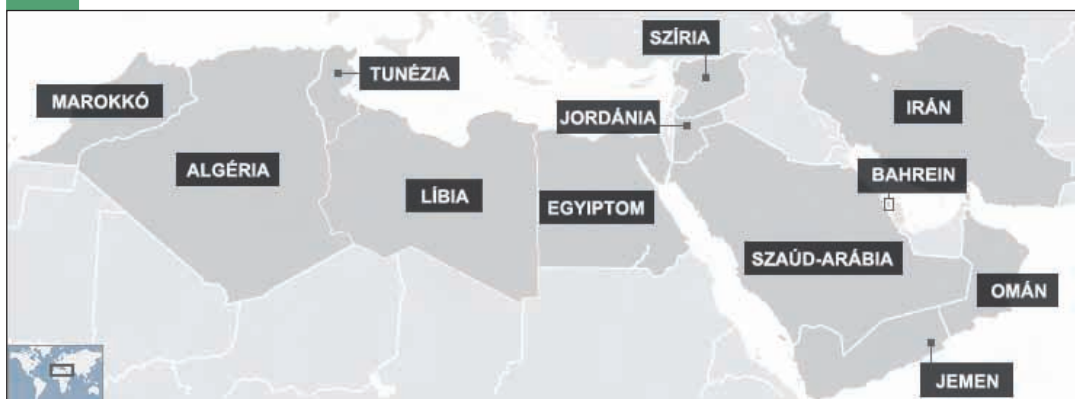 SZÍRIA
TUNÉZIA
MAROKKÓ
IRÁN
JORDÁNIA
ALGÉRIA
BAHREIN
LÍBIA
EGYIPTOM
SZAÚD-ARÁBIA
OMÁN
JEMEN